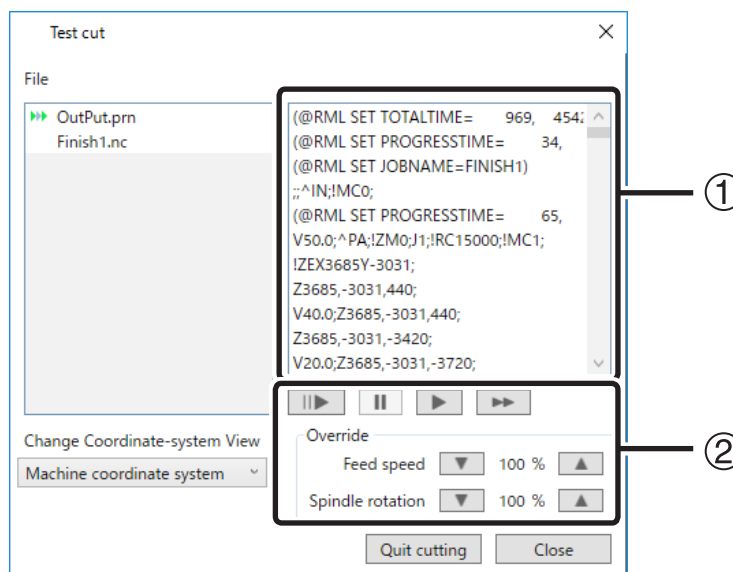 Test cut
File
OutPut.prn
Finish1.nc
(@RML SET TOTALTIME= 969, 4542
(@RML SET PROGRESSTIME= 34,
(@RML SET JOBNAME=FINISH1)
;;^IN;!MC0;
(@RML SET PROGRESSTIME= 65,
V50.0;^PA;!ZM0;J1;!RC15000;!MC1;
!ZEX3685Y-3031;
Z3685,-3031,440;
V40.0;Z3685,-3031,440;
Z3685,-3031,-3420;
V20.0;Z3685,-3031,-3720;
①
Change Coordinate-system View
Machine coordinate system
Override
Feed speed 100 %
Spindle rotation 100 %
②
Quit cutting Close